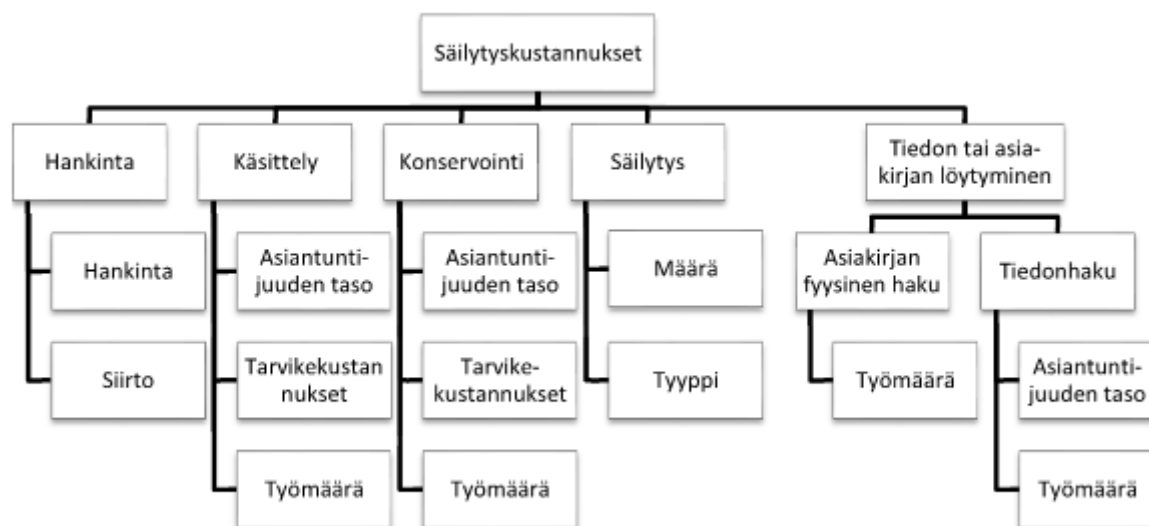 Säilytyskustannukset
Hankinta
Käsittely
Konservointi
Säilytys
Tiedon tai asia-
kirjan löytyminen
Hankinta
Siirto
Asiantunti-
juuden taso
Tarvikekustan
nukset
Työmäärä
Asiantunti-
juuden taso
Tarvike-
kustannukset
Työmäärä
Määrä
Tyyppi
Asiakirjan
fyysinen haku
Työmäärä
Tiedonhaku
Asiantunti-
juuden taso
Työmäärä